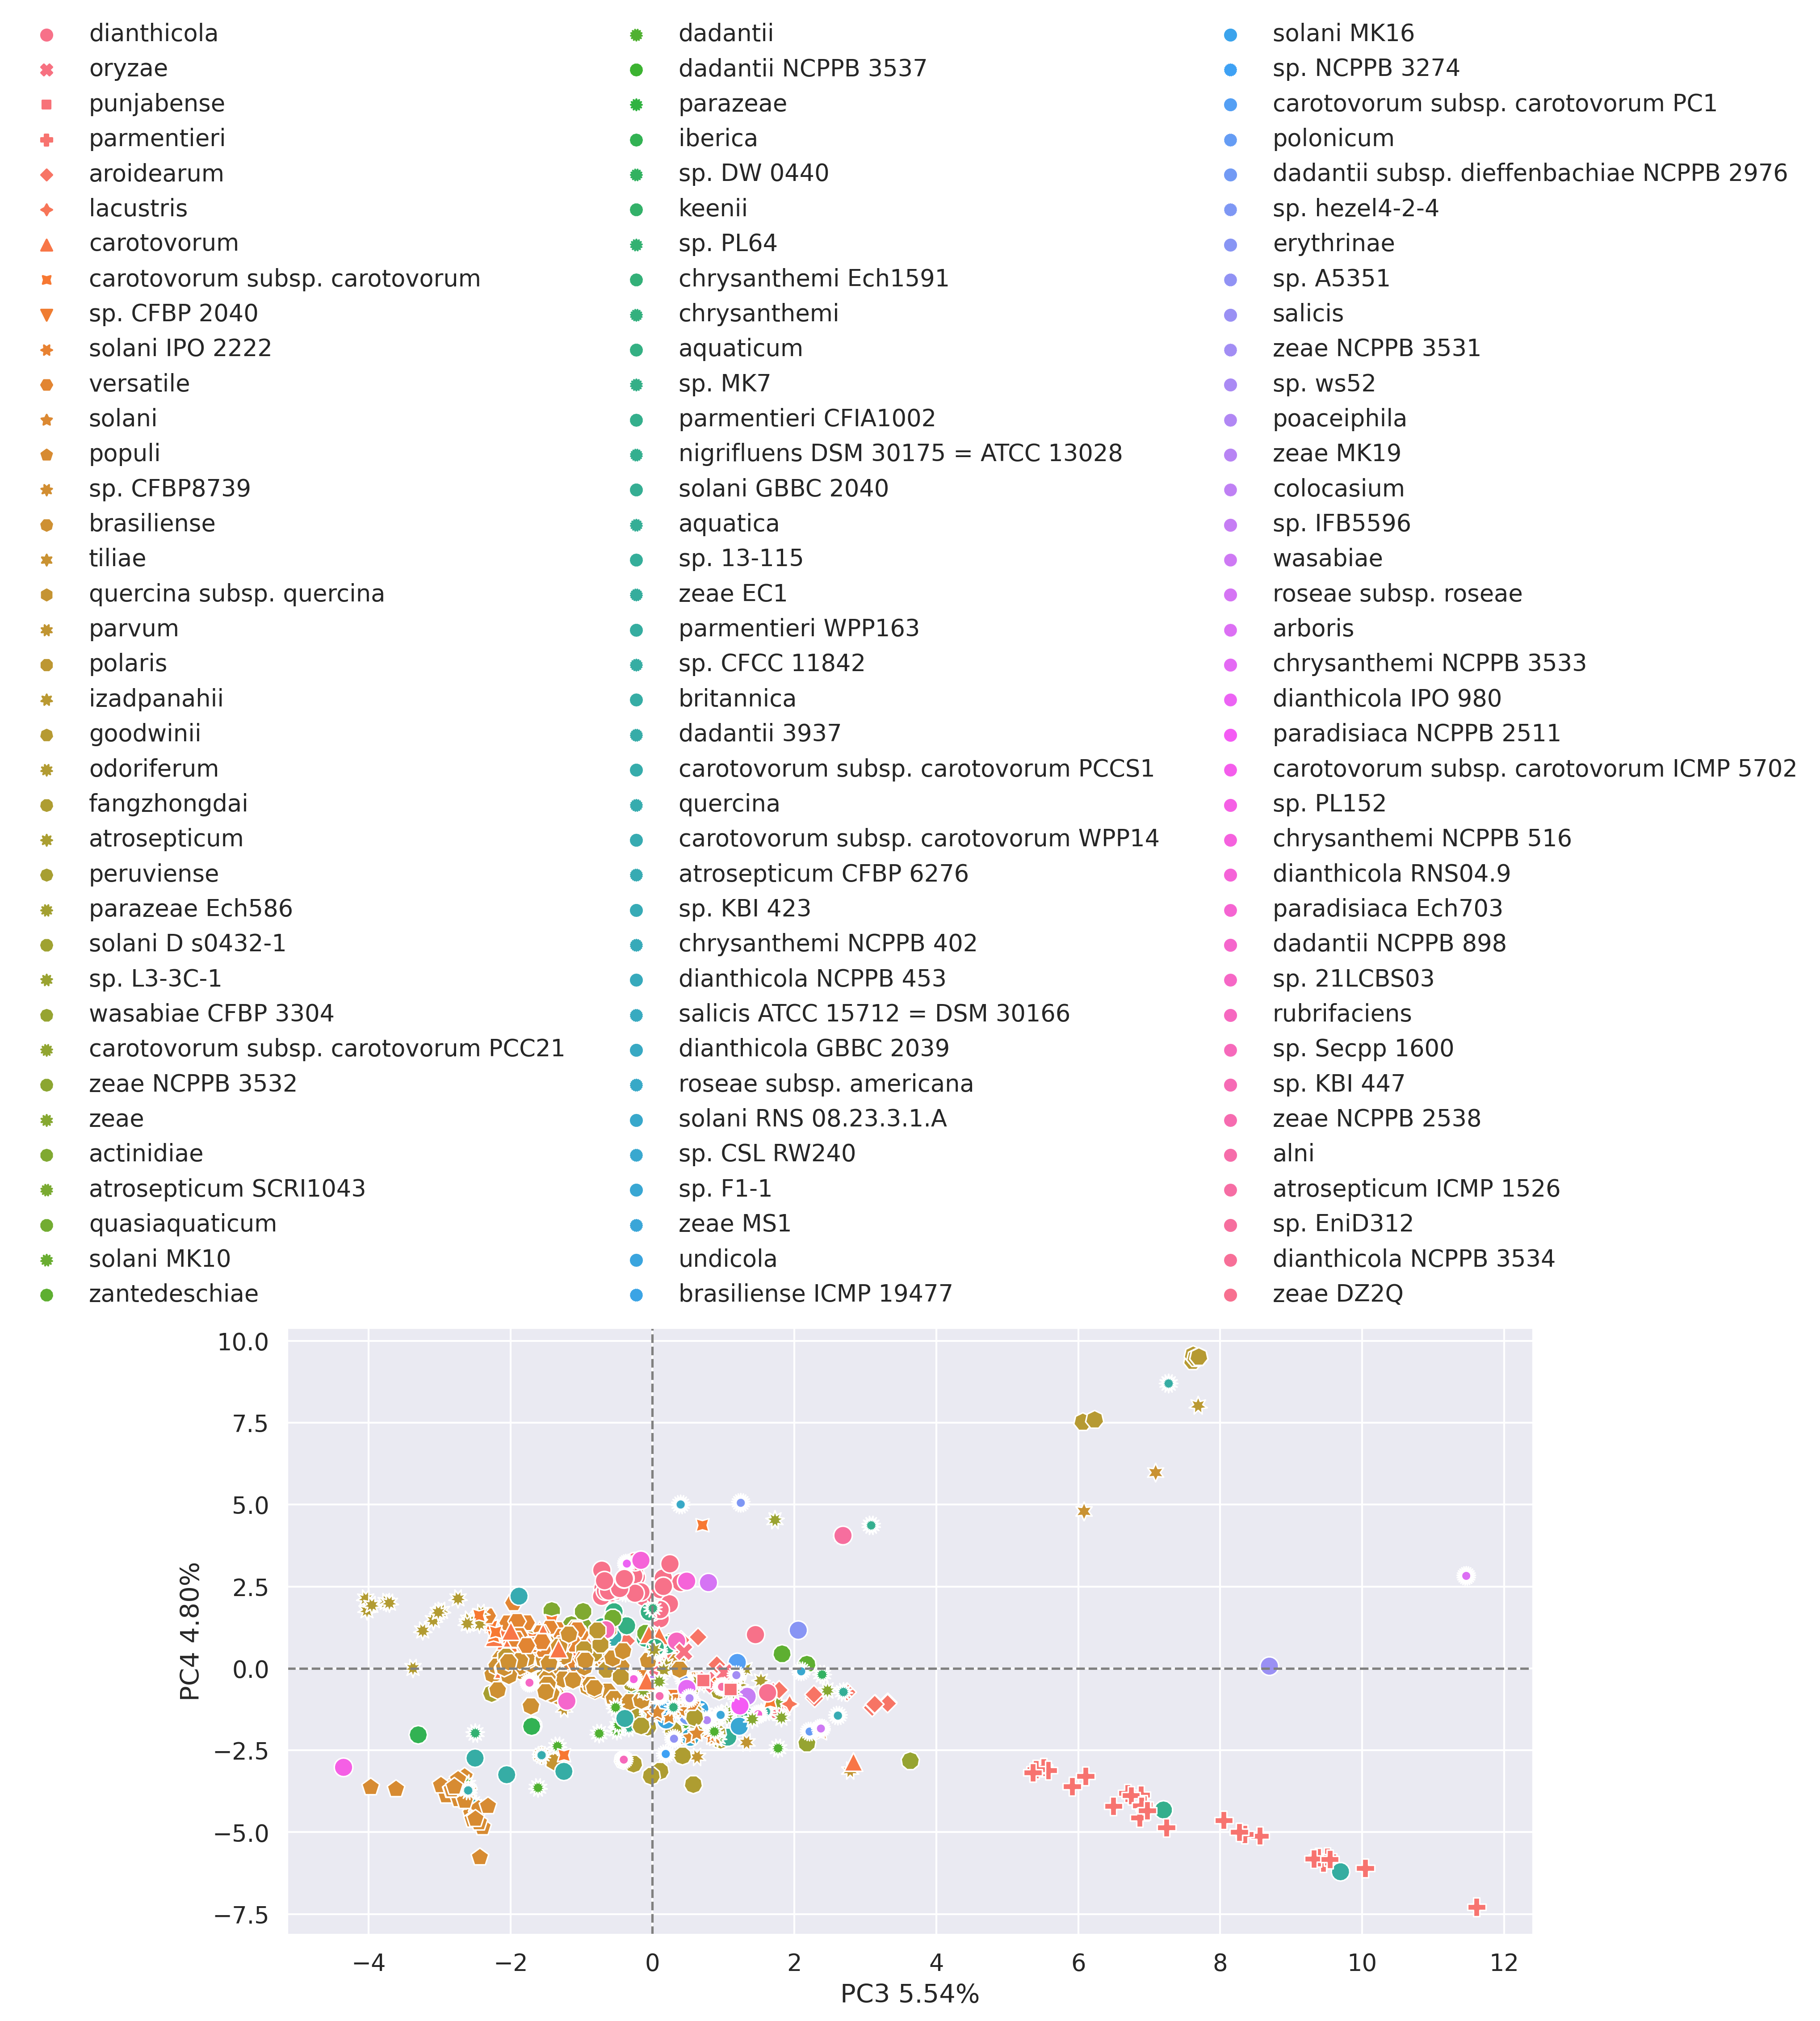 dianthicola
oryzae
punjabense
parmentieri
aroidearum
lacustris
carotovorum
carotovorum subsp. carotovorum
sp. CFBP 2040
solani IPO 2222
versatile
solani
populi
sp. CFBP8739
brasiliense
tiliae
quercina subsp. quercina
parvum
polaris
izadpanahii
goodwinii
odoriferum
fangzhongdai
atrosepticum
peruviense
parazeae Ech586
solani D s0432-1
sp. L3-3C-1
wasabiae CFBP 3304
carotovorum subsp. carotovorum PCC21
zeae NCPPB 3532
zeae
actinidiae
atrosepticum SCRI1043
quasiaquaticum
solani MK10
zantedeschiae
dadantii
dadantii NCPPB 3537
parazeae
iberica
sp. DW 0440
keenii
sp. PL64
chrysanthemi Ech1591
chrysanthemi
aquaticum
sp. MK7
parmentieri CFIA1002
nigrifluens DSM 30175 = ATCC 13028
solani GBBC 2040
aquatica
sp. 13-115
zeae EC1
parmentieri WPP163
sp. CFCC 11842
britannica
dadantii 3937
carotovorum subsp. carotovorum PCCS1
quercina
carotovorum subsp. carotovorum WPP14
atrosepticum CFBP 6276
sp. KBI 423
chrysanthemi NCPPB 402
dianthicola NCPPB 453
salicis ATCC 15712 = DSM 30166
dianthicola GBBC 2039
roseae subsp. americana
solani RNS 08.23.3.1.A
sp. CSL RW240
sp. F1-1
zeae MS1
undicola
brasiliense ICMP 19477
solani MK16
sp. NCPPB 3274
carotovorum subsp. carotovorum PC1
polonicum
dadantii subsp. dieffenbachiae NCPPB 2976
sp. hezel4-2-4
erythrinae
sp. A5351
salicis
zeae NCPPB 3531
sp. ws52
poaceiphila
zeae MK19
colocasium
sp. IFB5596
wasabiae
roseae subsp. roseae
arboris
chrysanthemi NCPPB 3533
dianthicola IPO 980
paradisiaca NCPPB 2511
carotovorum subsp. carotovorum ICMP 5702
sp. PL152
chrysanthemi NCPPB 516
dianthicola RNS04.9
paradisiaca Ech703
dadantii NCPPB 898
sp. 21LCBS03
rubrifaciens
sp. Secpp 1600
sp. KBI 447
zeae NCPPB 2538
alni
atrosepticum ICMP 1526
sp. EniD312
dianthicola NCPPB 3534
zeae DZ2Q
10.0
7.5
5.0
2.5
0.0
−2.5
−5.0
−7.5
PC4 4.80%
−4 −2 0 2 4 6 8 10 12
PC3 5.54%